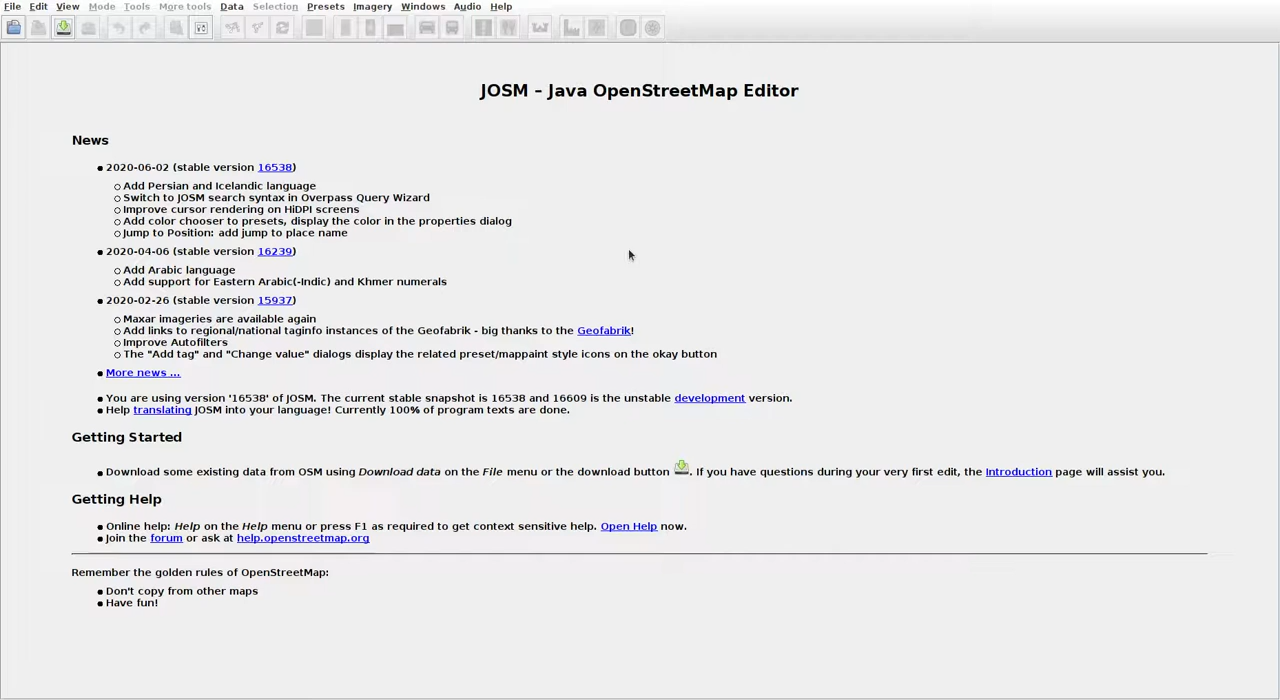 File Edit View Mode Tools More tools Data Selection Presets Imagery Windows Audio Help
JOSM – Java OpenStreetMap Editor
News
2020-06-02 (stable version 16538)
Add Persian and Icelandic language
Switch to JOSM search syntax in Overpass Query Wizard
Improve cursor rendering on HiDPI screens
Add color chooser to presets, display the color in the properties dialog
Jump to Position: add jump to place name
2020-04-06 (stable version 16239)
Add Arabic language
Add support for Eastern Arabic(-Indic) and Khmer numerals
2020-02-26 (stable version 15937)
Maxar imageries are available again
Add links to regional/national taginfo instances of the Geofabrik - big thanks to the Geofabrik!
Improve Autofilters
The "Add tag" and "Change value" dialogs display the related preset/mappaint style icons on the okay button
More news ...
You are using version '16538' of JOSM. The current stable snapshot is 16538 and 16609 is the unstable development version.
Help translating JOSM into your language! Currently 100% of program texts are done.
Getting Started
Download some existing data from OSM using Download data on the File menu or the download button . If you have questions during your very first edit, the Introduction page will assist you.
Getting Help
Online help: Help on the Help menu or press F1 as required to get context sensitive help. Open Help now.
Join the forum or ask at help.openstreetmap.org
Remember the golden rules of OpenStreetMap:
Don't copy from other maps
Have fun!